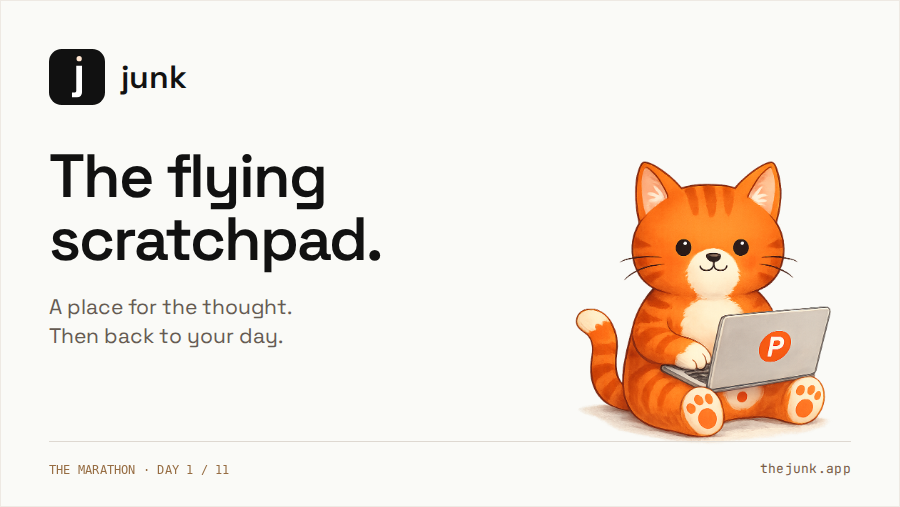 j junk
The flying
scratchpad.
A place for the thought.
Then back to your day.
P
THE MARATHON · DAY 1 / 11
thejunk.app